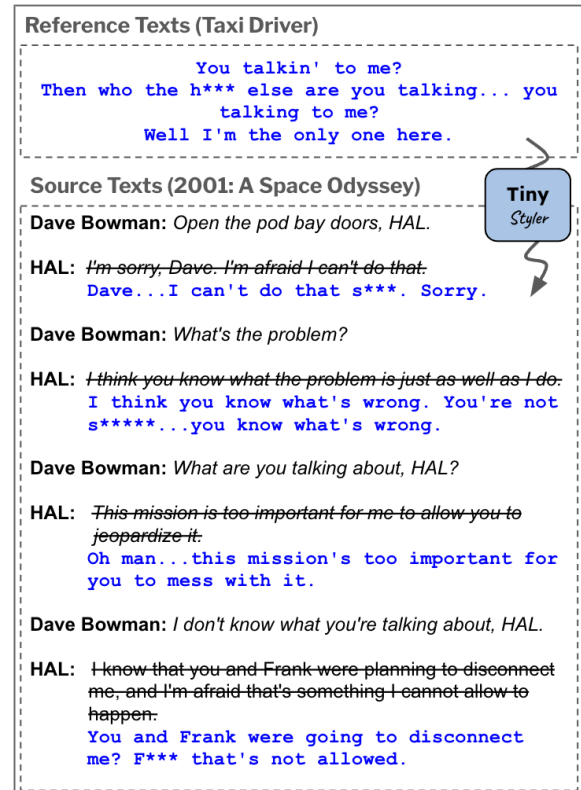 Reference Texts (Taxi Driver)
You talkin' to me?
Then who the h*** else are you talking... you
talking to me?
Well I'm the only one here.
Source Texts (2001: A Space Odyssey)
Tiny
Styler
Dave Bowman: Open the pod bay doors, HAL.
HAL: I'm sorry, Dave. I'm afraid I can't do that.
Dave...I can't do that s***. Sorry.
Dave Bowman: What's the problem?
HAL: I think you know what the problem is just as well as I do.
I think you know what's wrong. You're not
s*****...you know what's wrong.
Dave Bowman: What are you talking about, HAL?
HAL: This mission is too important for me to allow you to
jeopardize it.
Oh man...this mission's too important for
you to mess with it.
Dave Bowman: I don't know what you're talking about, HAL.
HAL: I know that you and Frank were planning to disconnect
me, and I'm afraid that's something I cannot allow to
happen.
You and Frank were going to disconnect
me? F*** that's not allowed.